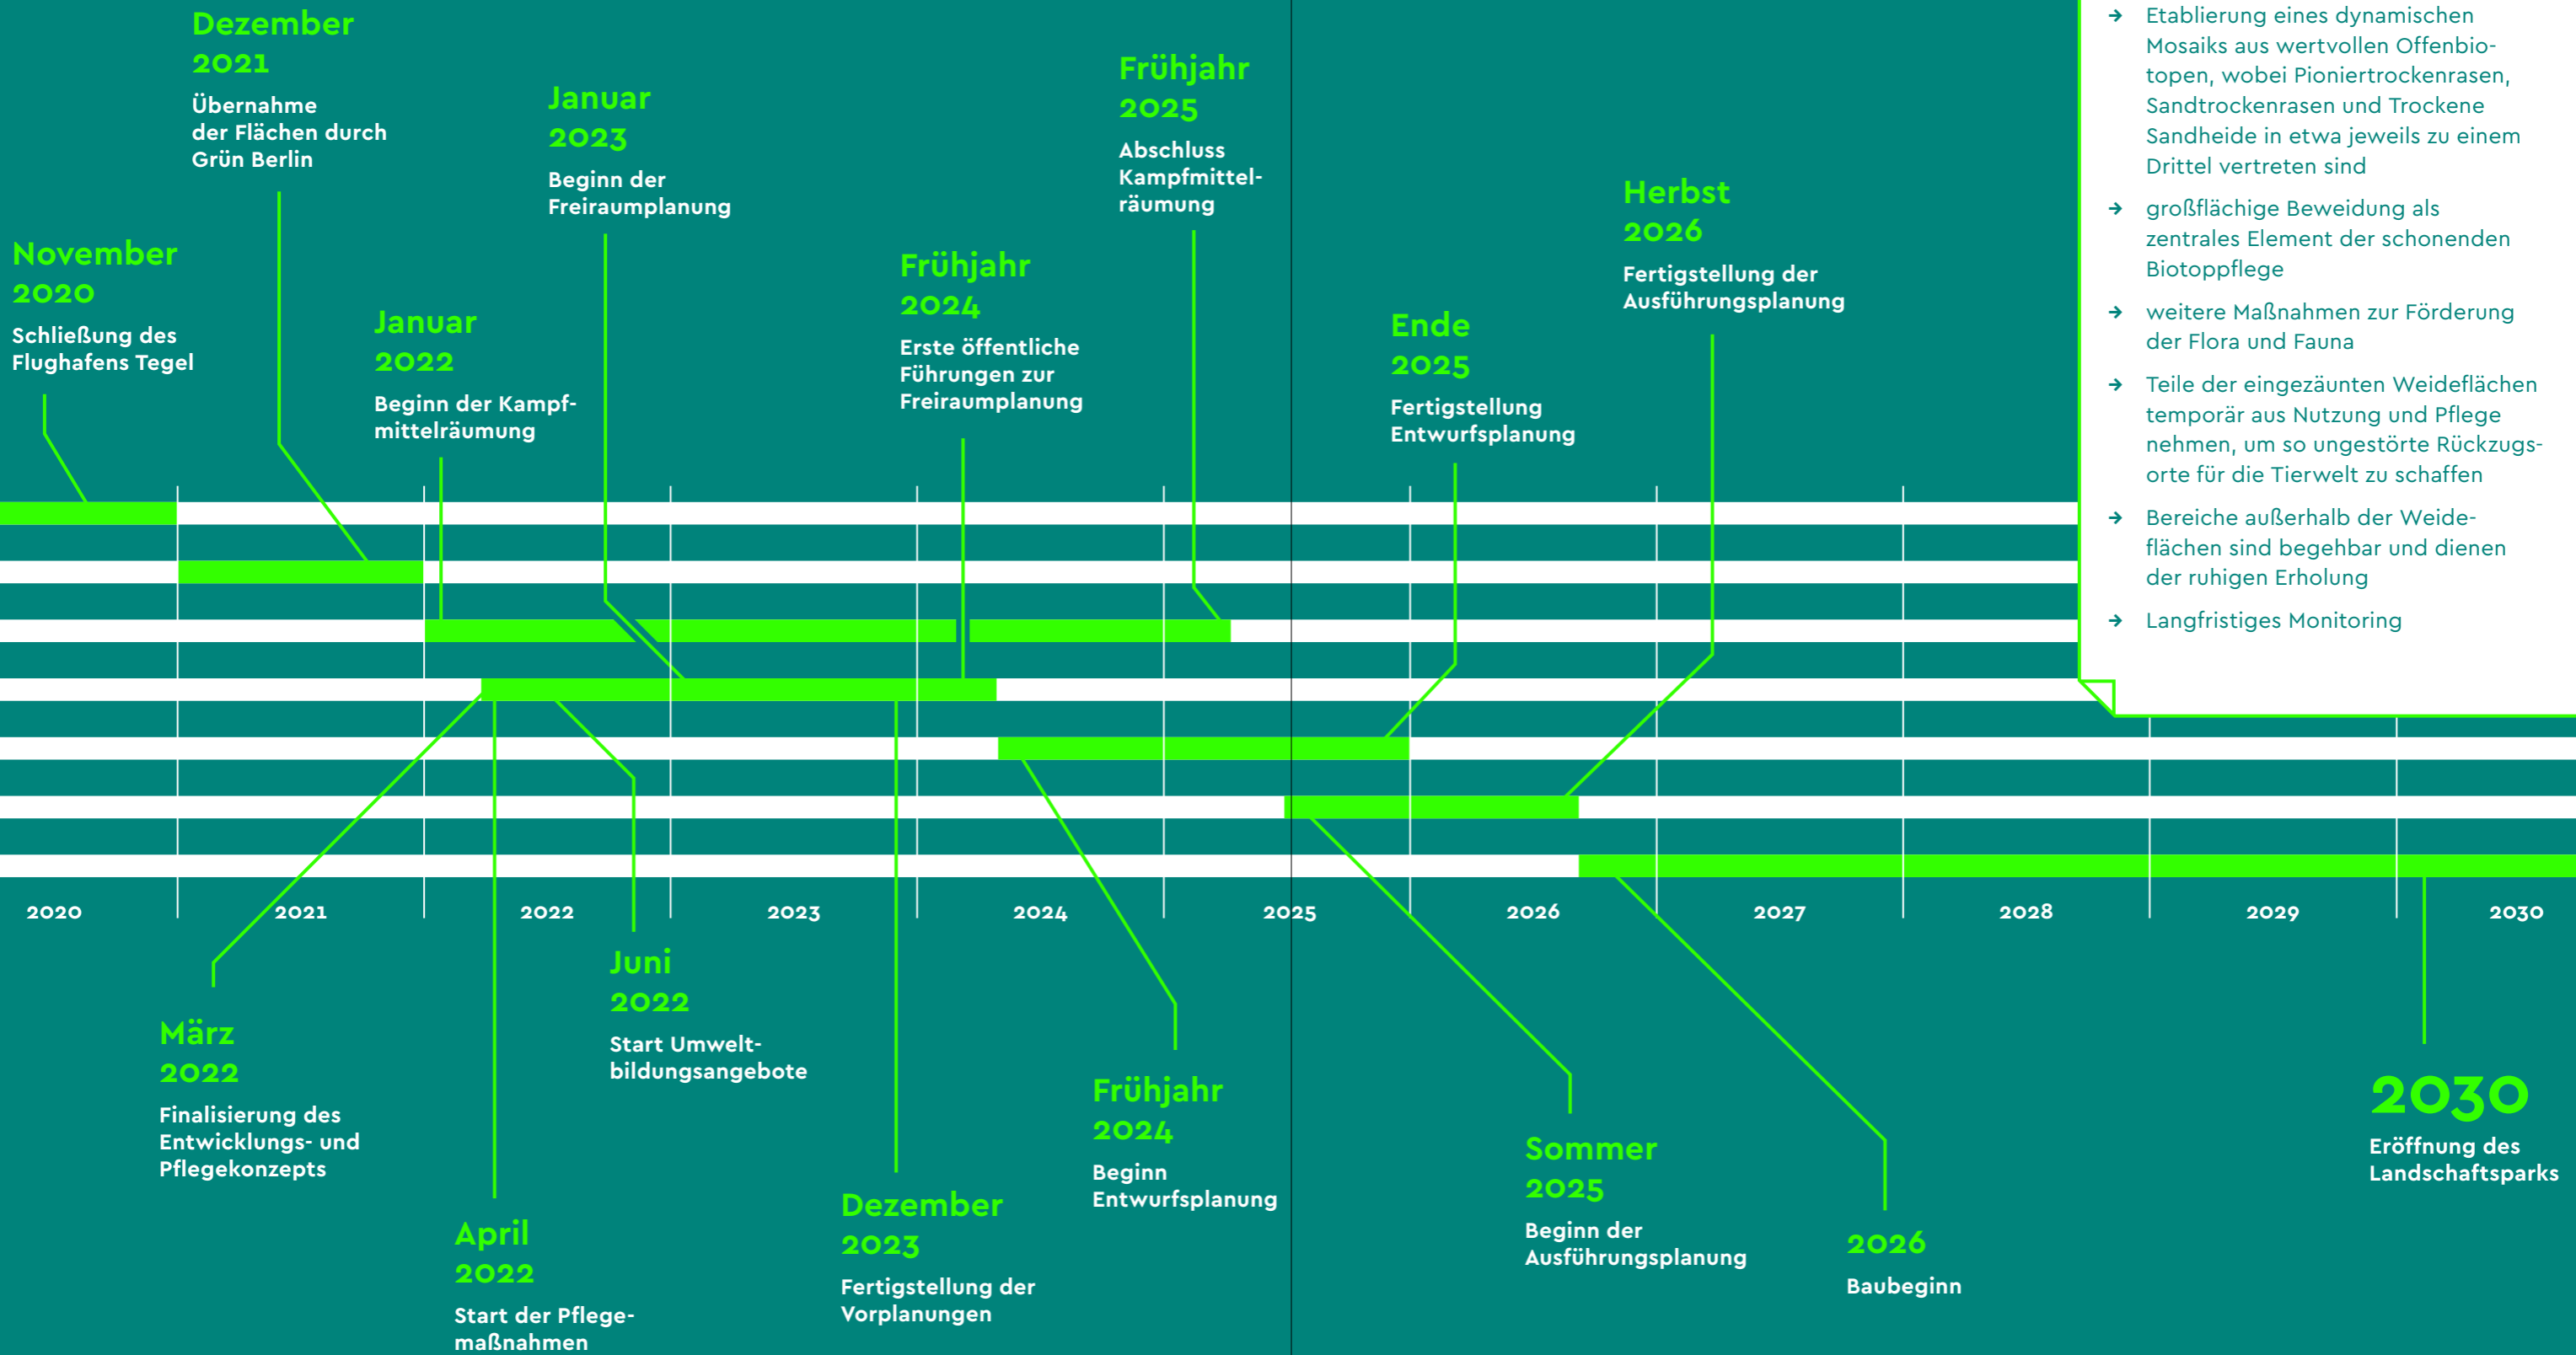 Dezember
2021
Übernahme
der Flächen durch
Grün Berlin
November
2020
Schließung des
Flughafens Tegel
Januar
2022
Beginn der Kampf-
mittelräumung
Januar
2023
Beginn der
Freiraumplanung
Frühjahr
2024
Erste öffentliche
Führungen zur
Freiraumplanung
Frühjahr
2025
Abschluss
Kampfmittel-
räumung
Ende
2025
Fertigstellung
Entwurfsplanung
Herbst
2026
Fertigstellung der
Ausführungsplanung
→ Etablierung eines dynamischen
Mosaiks aus wertvollen Offenbio-
topen, wobei Pioniertrockenrasen,
Sandtrockenrasen und Trockene
Sandheide in etwa jeweils zu einem
Drittel vertreten sind
→ großflächige Beweidung als
zentrales Element der schonenden
Biotoppflege
→ weitere Maßnahmen zur Förderung
der Flora und Fauna
→ Teile der eingezäunten Weideflächen
temporär aus Nutzung und Pflege
nehmen, um so ungestörte Rückzugs-
orte für die Tierwelt zu schaffen
→ Bereiche außerhalb der Weide-
flächen sind begehbar und dienen
der ruhigen Erholung
→ Langfristiges Monitoring
2020 2021 2022 2023 2024 2025 2026 2027 2028 2029 2030
März
2022
Finalisierung des
Entwicklungs- und
Pflegekonzepts
April
2022
Start der Pflege-
maßnahmen
Juni
2022
Start Umwelt-
bildungsangebote
Dezember
2023
Fertigstellung der
Vorplanungen
Frühjahr
2024
Beginn
Entwurfsplanung
Sommer
2025
Beginn der
Ausführungsplanung
2026
Baubeginn
2030
Eröffnung des
Landschaftsparks